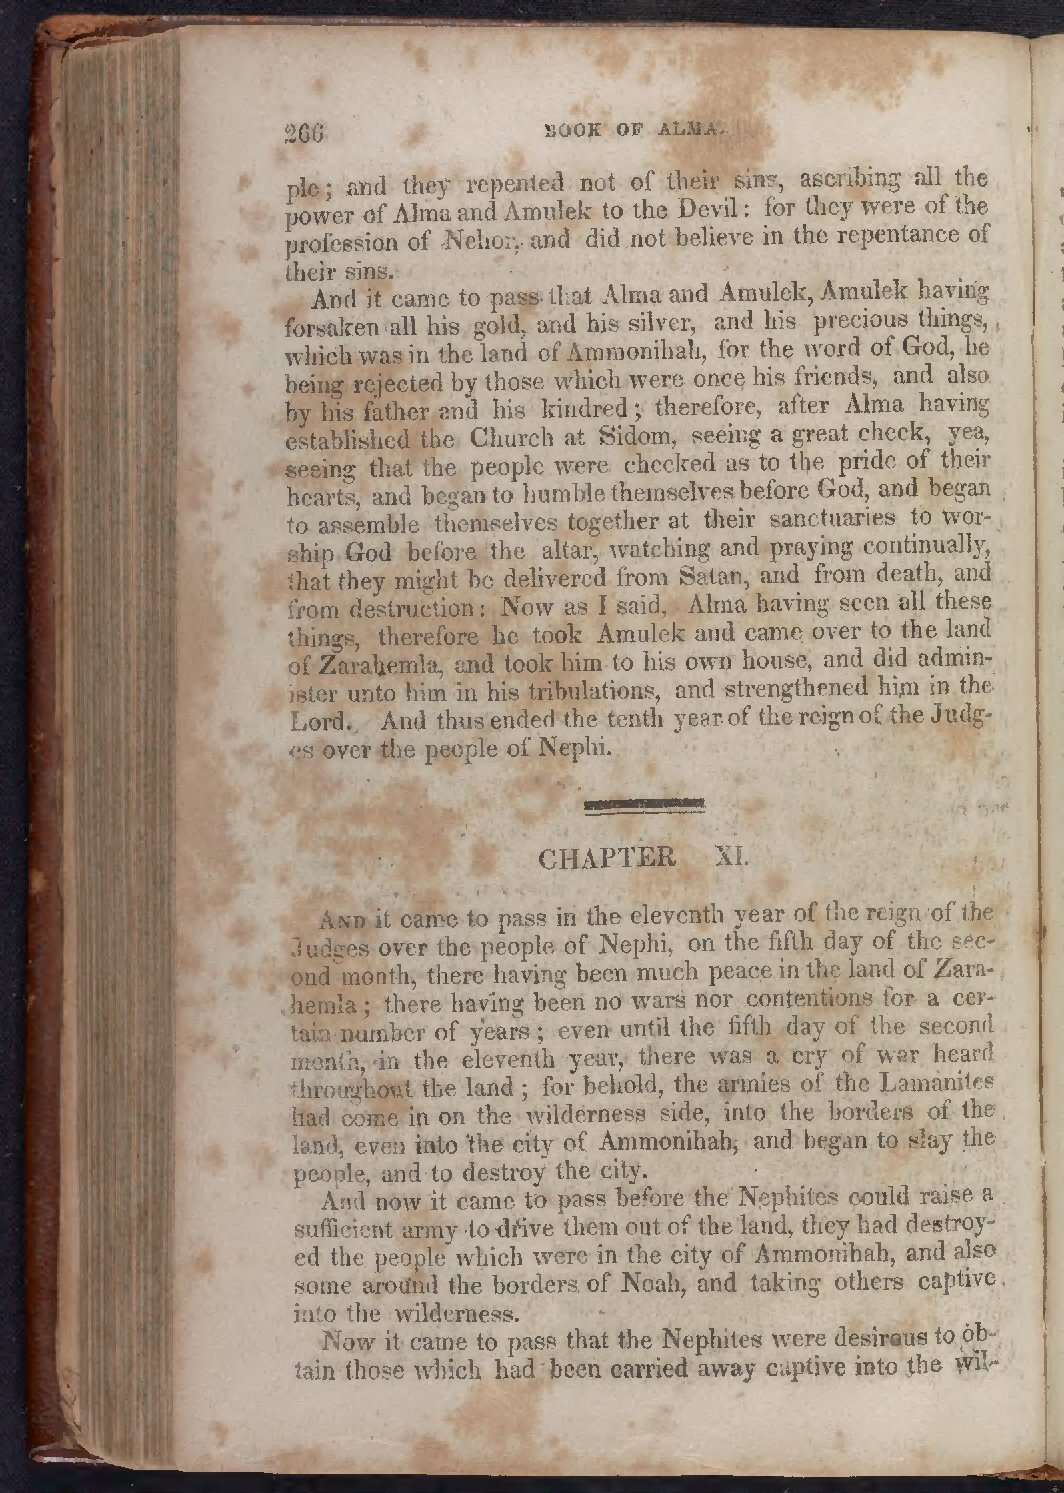 266 BOOK OF ALMA.
ple; and they repented not of their sins, ascribing all the
power of Alma and Amulek to the Devil: for they were of the
profession of Nehor, and did not believe in the repentance of
their sins.
And it came to pass that Alma and Amulek, Amulek having
forsaken all his gold, and his silver, and his precious things,
which was in the land of Ammonihah, for the word of God, he
being rejected by those which were once his friends, and also
by his father and his kindred; therefore, after Alma having
established the Church at Sidom, seeing a great check, yea,
seeing that the people were checked as to the pride of their
hearts, and began to humble themselves before God, and began
to assemble themselves together at their sanctuaries to wor-
ship God before the altar, watching and praying continually,
that they might be delivered from Satan, and from death, and
from destruction: Now as I said, Alma having seen all these
things, therefore he took Amulek and came over to the land
of Zarahemla, and took him to his own house, and did admin-
ister unto him in his tribulations, and strengthened him in the
Lord. And thus ended the tenth year of the reign of the Judg-
es over the people of Nephi.
CHAPTER XI.
And it came to pass in the eleventh year of the reign of the
Judges over the people of Nephi, on the fifth day of the sec-
ond month, there having been much peace in the land of Zara-
hemla; there having been no wars nor contentions for a cer-
tain number of years; even until the fifth day of the second
month, in the eleventh year, there was a cry of war heard
throughout the land; for behold, the armies of the Lamanites
had come in on the wilderness side, into the borders of the
land, even into the city of Ammonihah, and began to slay the
people, and to destroy the city.
And now it came to pass before the Nephites could raise a
sufficient army to drive them out of the land, they had destroy-
ed the people which were in the city of Ammonihah, and also
some around the borders of Noah, and taking others captive
into the wilderness.
Now it came to pass that the Nephites were desirous to ob-
tain those which had been carried away captive into the wil-